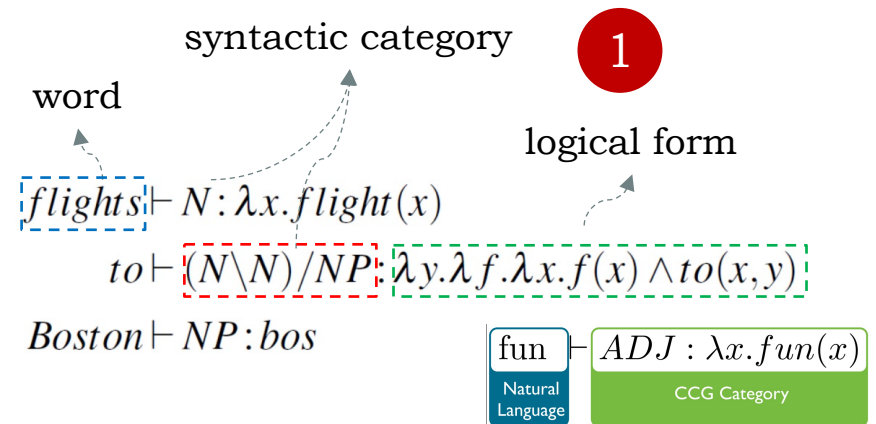 syntactic category
1
word
logical form
flights ⊢ N : λx.flight(x)
to ⊢ (N\N)/NP : λy.λf.λx.f(x) ∧ to(x,y)
Boston ⊢ NP : bos
fun ⊢ ADJ : λx.fun(x)
Natural
Language
CCG Category